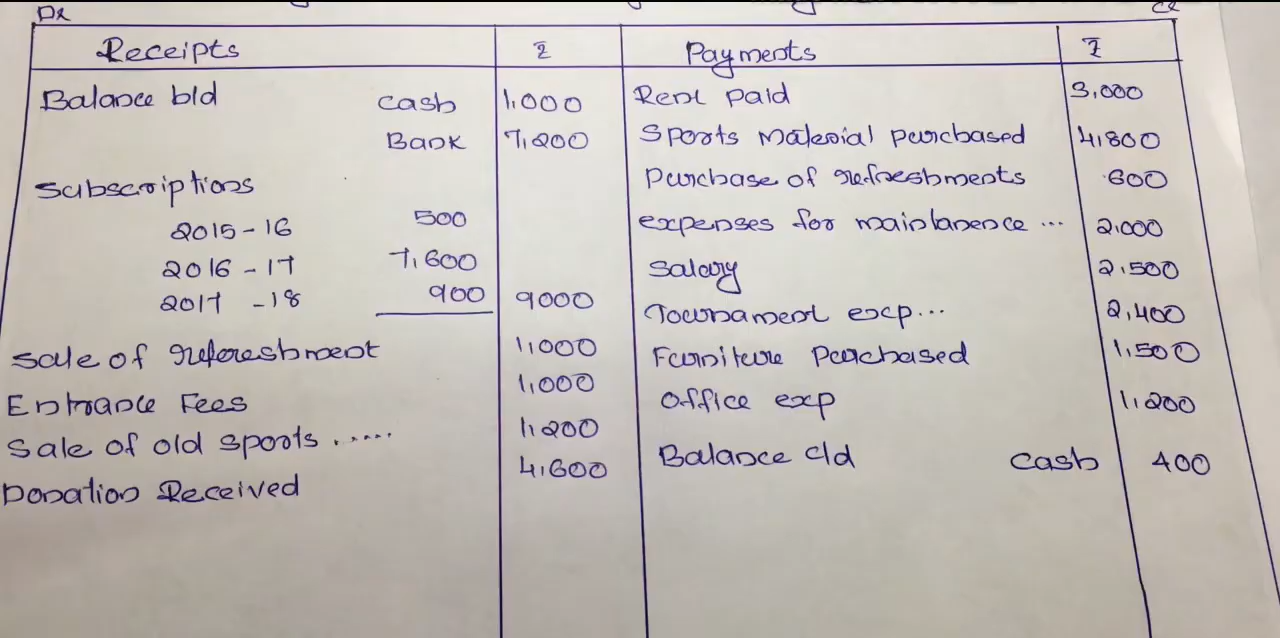 Dr Cr
Receipts ₹ Payments ₹
Balance b/d cash 1,000 Rent paid 3,000
Bank 7,200 Sports Material purchased 4,800
Purchase of refreshments 600
Subscriptions
2015-16 500 expenses for maintanence ... 2,000
2016-17 7,600 Salary 2,500
2017-18 900 9000 Tournament exp... 2,400
Sale of refreshment 1,000 Furniture Purchased 1,500
Entrance Fees 1,000 Office exp 1,200
Sale of old sports ..... 1,200
Balance c/d cash 400
Donation Received 4,600